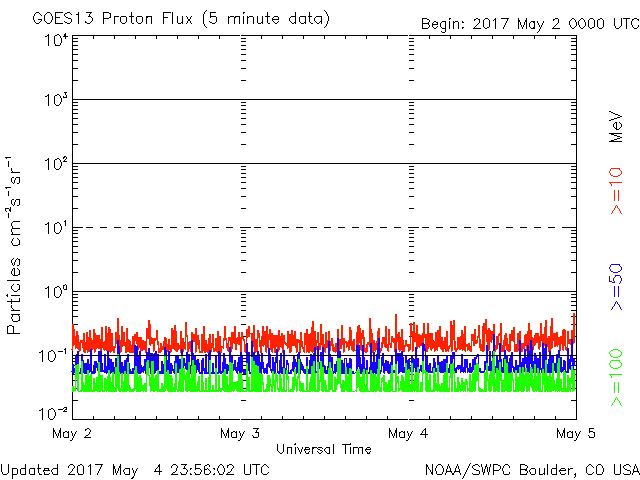 GOES13 Proton Flux (5 minute data)
Begin: 2017 May 2 0000 UTC
10⁴
10³
10²
10¹
10⁰
10⁻¹
10⁻²
Particles cm⁻²s⁻¹sr⁻¹
MeV
>=10
>=50
>=100
May 2
May 3
May 4
May 5
Universal Time
Updated 2017 May 4 23:56:02 UTC
NOAA/SWPC Boulder, CO USA